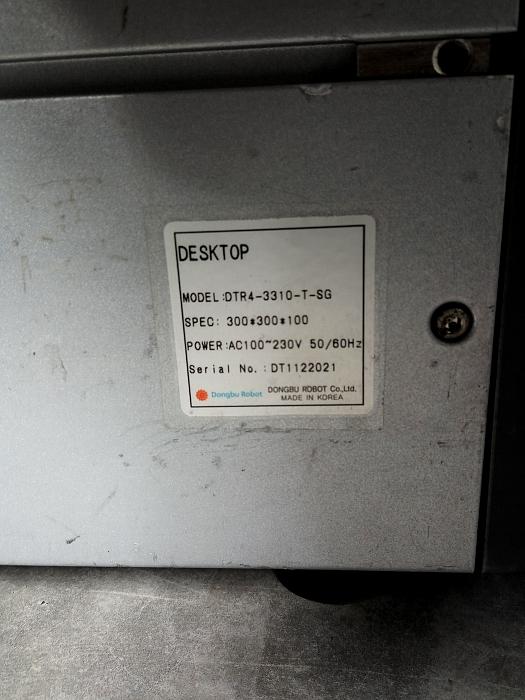 DESKTOP
MODEL:DTR4-3310-T-SG
SPEC: 300*300*100
POWER:AC100~230V 50/60Hz
Serial No.:DT1122021
Dongbu Robot DONGBU ROBOT Co.,Ltd.
MADE IN KOREA